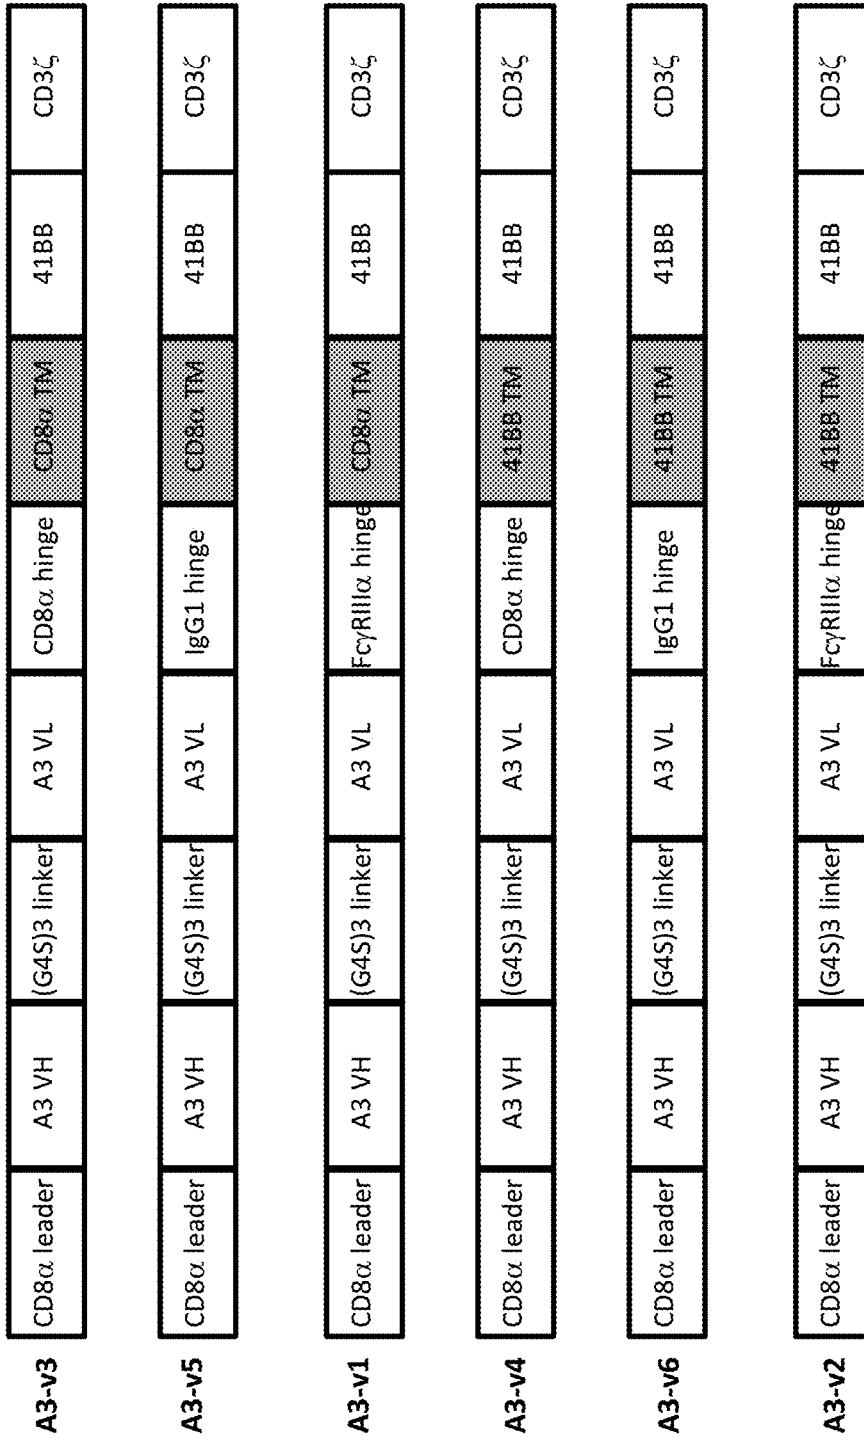 A3-v3
CD8α leader
A3 VH
(G4S)3 linker
A3 VL
CD8α hinge
CD8α TM
41BB
CD3ζ
A3-v5
CD8α leader
A3 VH
(G4S)3 linker
A3 VL
IgG1 hinge
CD8α TM
41BB
CD3ζ
A3-v1
CD8α leader
A3 VH
(G4S)3 linker
A3 VL
FcγRIIIα hinge
CD8α TM
41BB
CD3ζ
A3-v4
CD8α leader
A3 VH
(G4S)3 linker
A3 VL
CD8α hinge
41BB TM
41BB
CD3ζ
A3-v6
CD8α leader
A3 VH
(G4S)3 linker
A3 VL
IgG1 hinge
41BB TM
41BB
CD3ζ
A3-v2
CD8α leader
A3 VH
(G4S)3 linker
A3 VL
FcγRIIIα hinge
41BB TM
41BB
CD3ζ